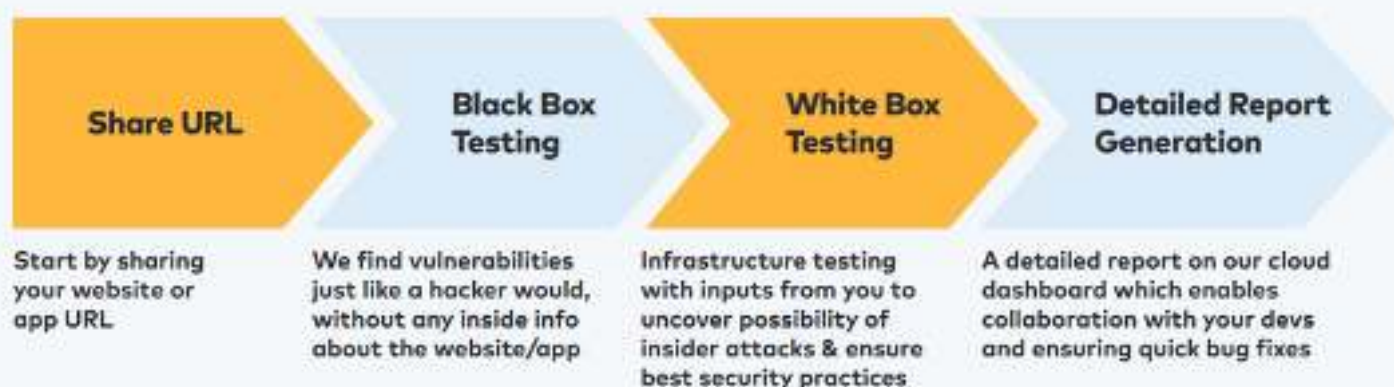 Share URL
Black Box
Testing
White Box
Testing
Detailed Report
Generation
Start by sharing
your website or
app URL
We find vulnerabilities
just like a hacker would,
without any inside info
about the website/app
Infrastructure testing
with inputs from you to
uncover possibility of
insider attacks & ensure
best security practices
A detailed report on our cloud
dashboard which enables
collaboration with your devs
and ensuring quick bug fixes